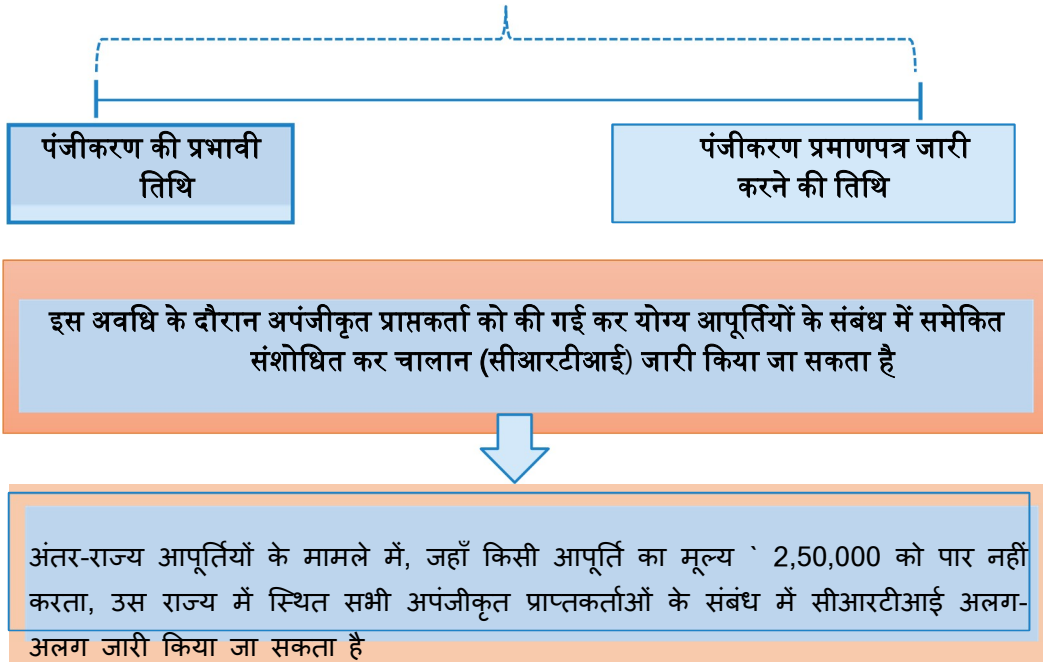 पंजीकरण की प्रभावी
तिथि
पंजीकरण प्रमाणपत्र जारी
करने की तिथि
इस अवधि के दौरान अपंजीकृत प्राप्तकर्ता को की गई कर योग्य आपूर्तियों के संबंध में समेकित
संशोधित कर चालान (सीआरटीआई) जारी किया जा सकता है
अंतर-राज्य आपूर्तियों के मामले में, जहाँ किसी आपूर्ति का मूल्य ` 2,50,000 को पार नहीं
करता, उस राज्य में स्थित सभी अपंजीकृत प्राप्तकर्ताओं के संबंध में सीआरटीआई अलग-
अलग जारी किया जा सकता है